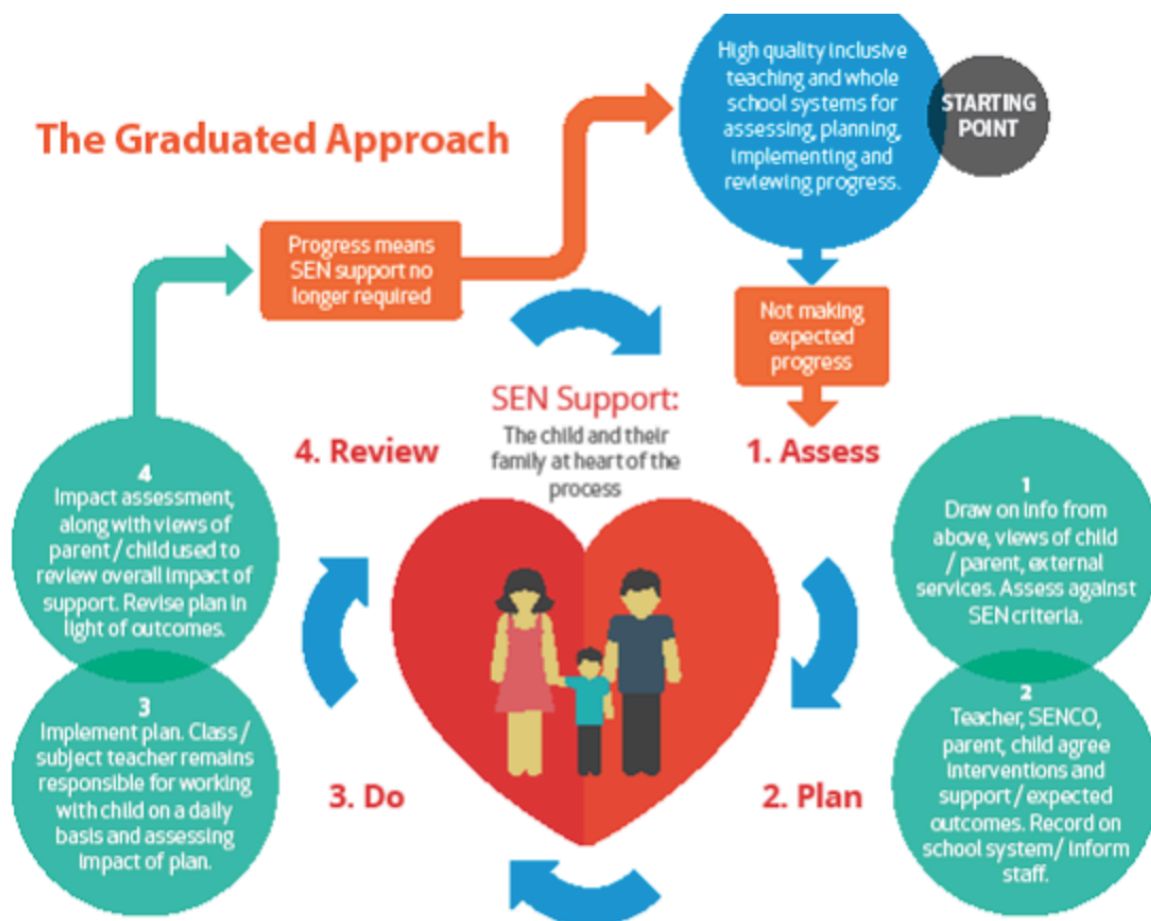 The Graduated Approach
High quality inclusive
teaching and whole
school systems for
assessing, planning,
implementing and
reviewing progress.
STARTING
POINT
Progress means
SEN support no
longer required
Not making
expected
progress
SEN Support:
The child and their
family at heart of the
process
4. Review
1. Assess
4
Impact assessment,
along with views of
parent / child used to
review overall impact of
support. Revise plan in
light of outcomes.
1
Draw on info from
above, views of child
/ parent, external
services. Assess against
SEN criteria.
3
Implement plan. Class /
subject teacher remains
responsible for working
with child on a daily
basis and assessing
impact of plan.
3. Do
2. Plan
2
Teacher, SENCO,
parent, child agree
interventions and
support / expected
outcomes. Record on
school system / inform
staff.